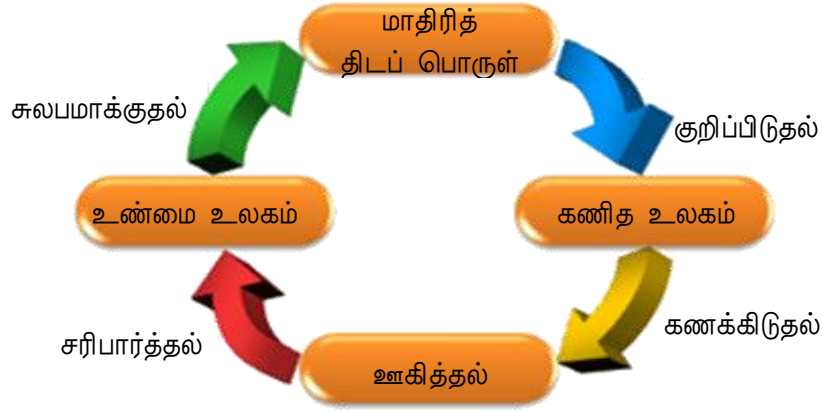 மாதிரித்
திடப் பொருள்
சுலபமாக்குதல்
குறிப்பிடுதல்
உண்மை உலகம்
கணித உலகம்
சரிபார்த்தல்
கணக்கிடுதல்
ஊகித்தல்